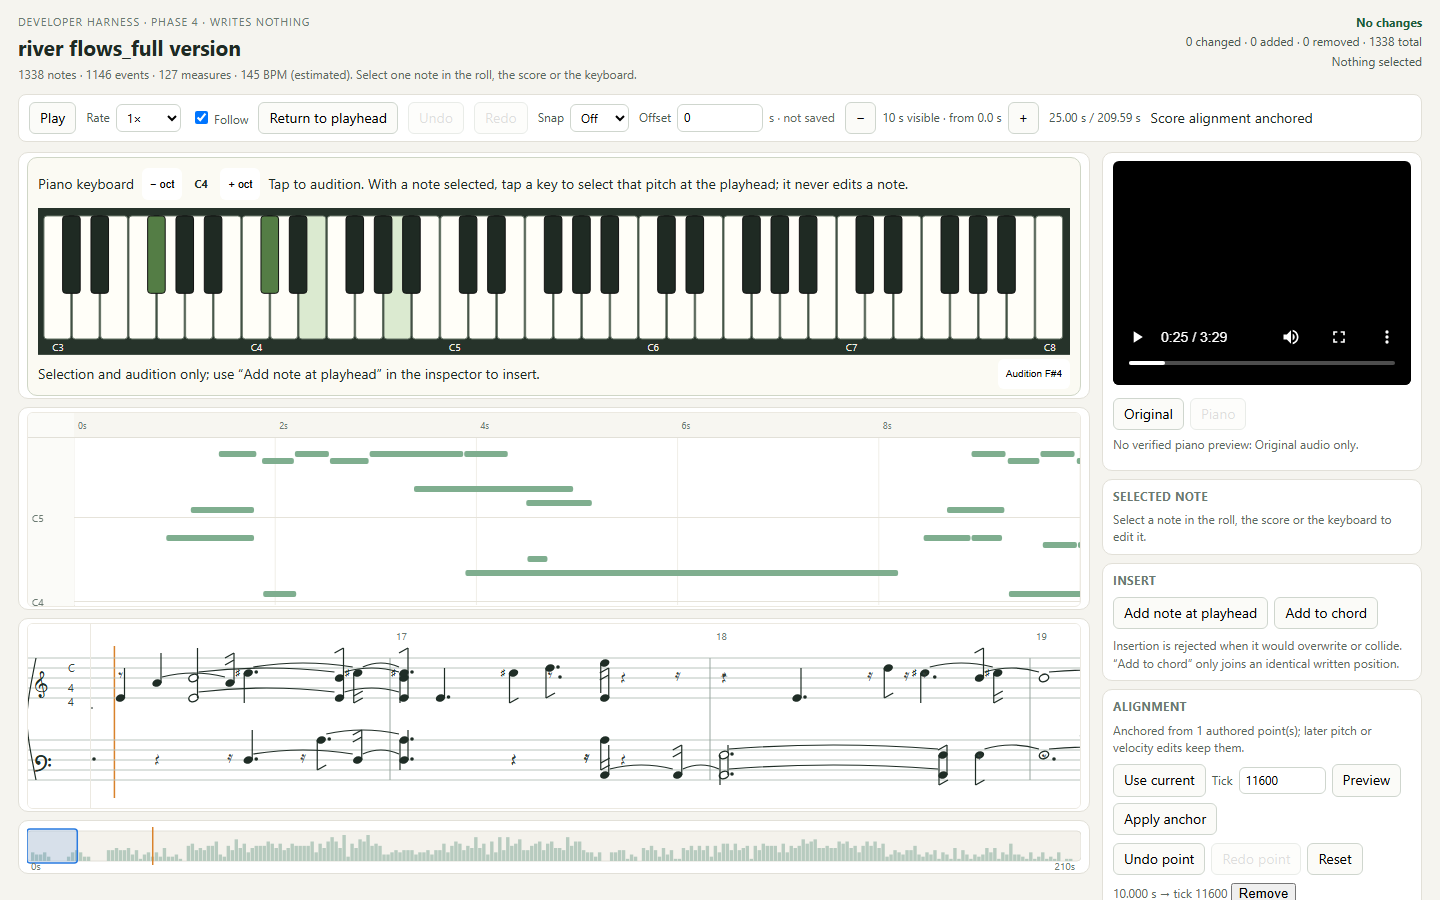 DEVELOPER HARNESS · PHASE 4 · WRITES NOTHING
river flows_full version
1338 notes · 1146 events · 127 measures · 145 BPM (estimated). Select one note in the roll, the score or the keyboard.
No changes
0 changed · 0 added · 0 removed · 1338 total
Nothing selected
Play Rate 1× Follow Return to playhead Undo Redo Snap Off Offset 0 s · not saved − 10 s visible · from 0.0 s + 25.00 s / 209.59 s Score alignment anchored
Piano keyboard − oct C4 + oct Tap to audition. With a note selected, tap a key to select that pitch at the playhead; it never edits a note.
C3 C4 C5 C6 C7 C8
Selection and audition only; use “Add note at playhead” in the inspector to insert.
Audition F#4
0s 2s 4s 6s 8s
C5
C4
17 18 19
C
4
4
0s 210s
0:25 / 3:29
Original Piano
No verified piano preview: Original audio only.
SELECTED NOTE
Select a note in the roll, the score or the keyboard to
edit it.
INSERT
Add note at playhead Add to chord
Insertion is rejected when it would overwrite or collide.
“Add to chord” only joins an identical written position.
ALIGNMENT
Anchored from 1 authored point(s); later pitch or
velocity edits keep them.
Use current Tick 11600 Preview
Apply anchor
Undo point Redo point Reset
10.000 s → tick 11600 Remove